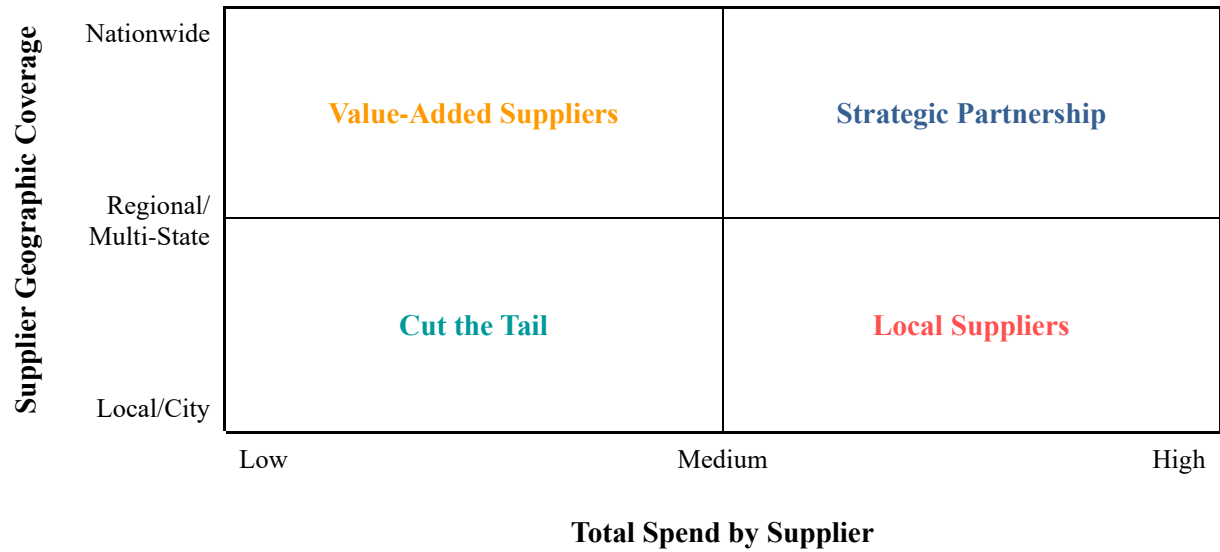 Supplier Geographic Coverage
Nationwide
Value-Added Suppliers
Strategic Partnership
Regional/
Multi-State
Cut the Tail
Local Suppliers
Local/City
Low
Medium
High
Total Spend by Supplier